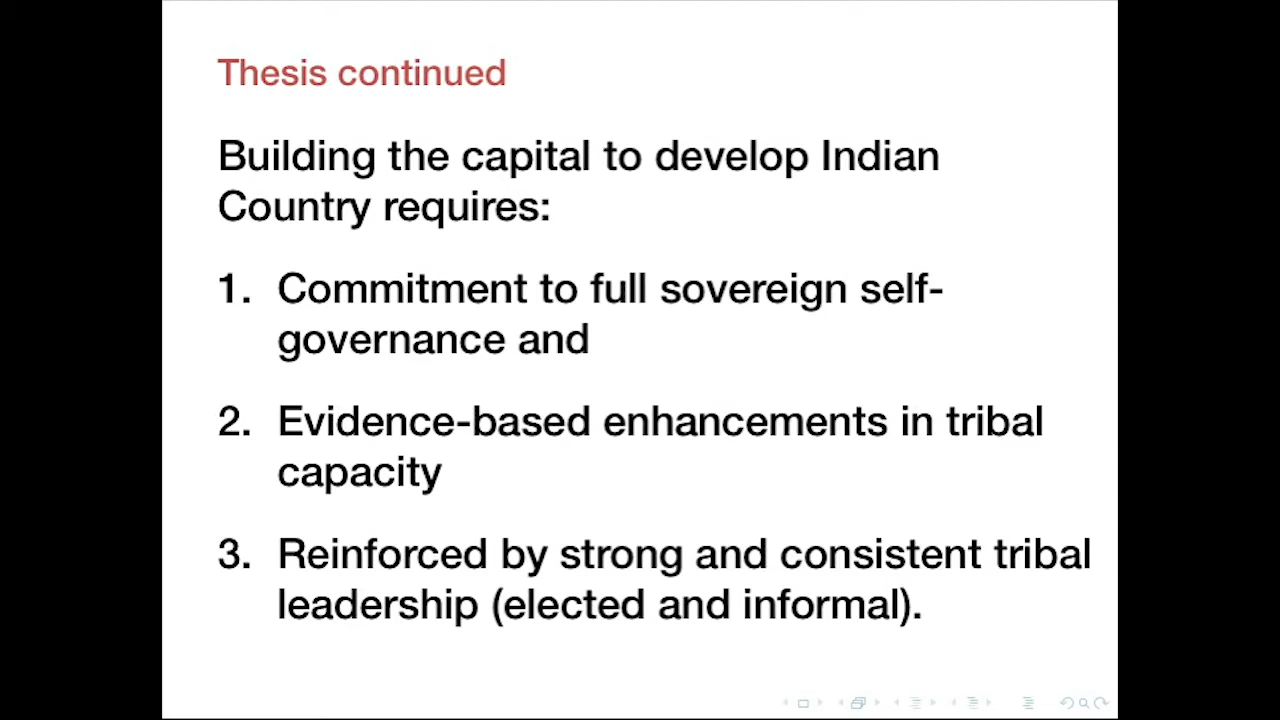 Thesis continued
Building the capital to develop Indian
Country requires:
1. Commitment to full sovereign self-
governance and
2. Evidence-based enhancements in tribal
capacity
3. Reinforced by strong and consistent tribal
leadership (elected and informal).